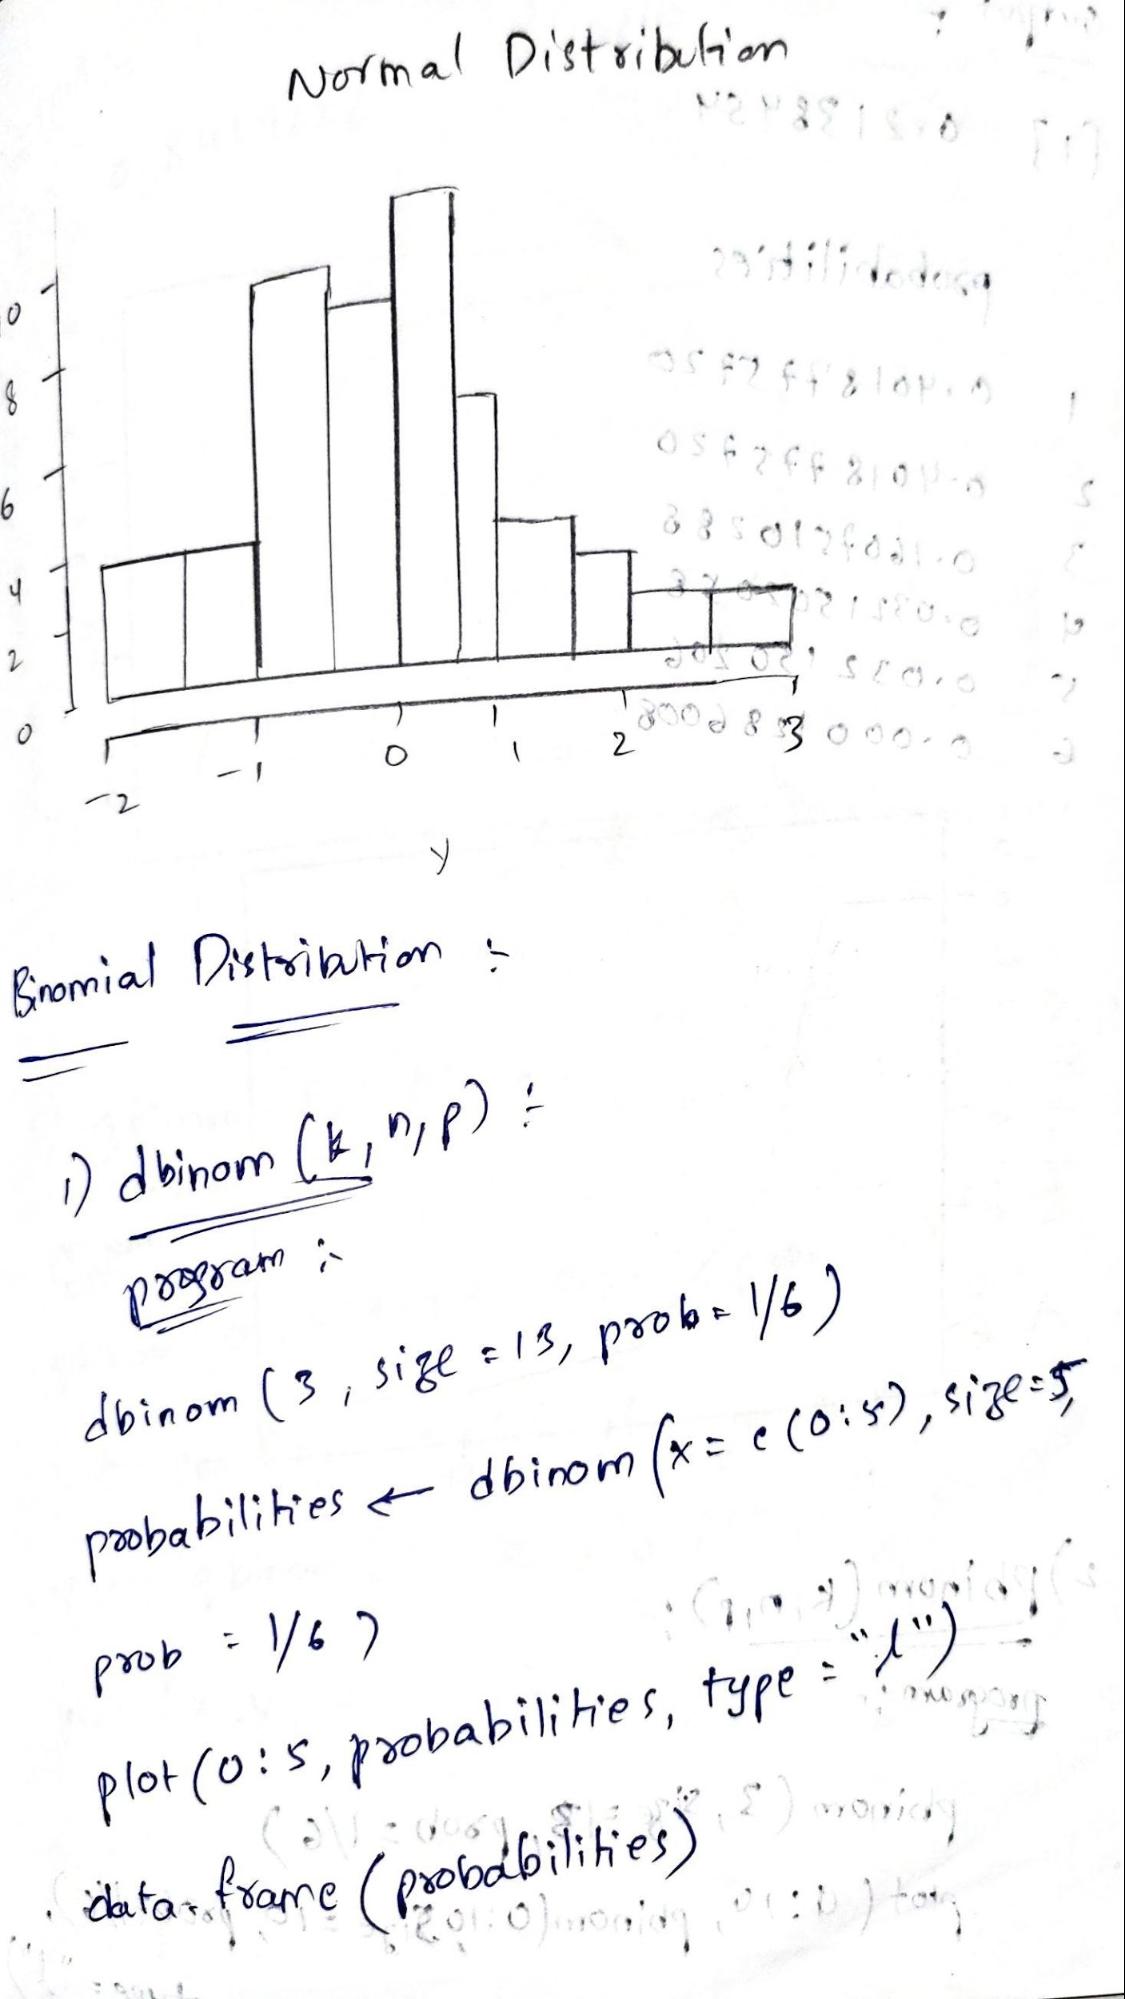 Normal Distribution
0
8
6
4
2
0
-2 -1 0 1 2 3
y
Binomial Distribution :-
1) dbinom (k, n, p) :-
program :-
dbinom (3, size = 13, prob = 1/6)
probabilities ← dbinom (x = c (0:5), size=5,
prob = 1/6)
plot (0:5, probabilities, type = "l")
data.frame (probabilities)